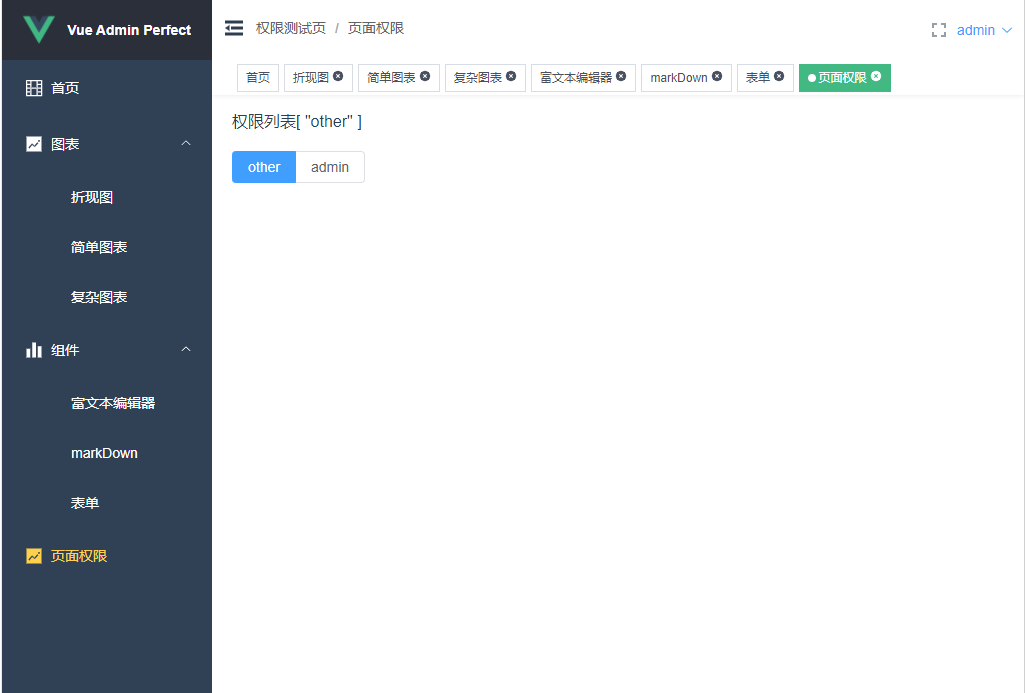 Vue Admin Perfect
首页
图表
折现图
简单图表
复杂图表
组件
富文本编辑器
markDown
表单
页面权限
权限测试页 / 页面权限
admin
首页 折现图 简单图表 复杂图表 富文本编辑器 markDown 表单 页面权限
权限列表[ "other" ]
other admin